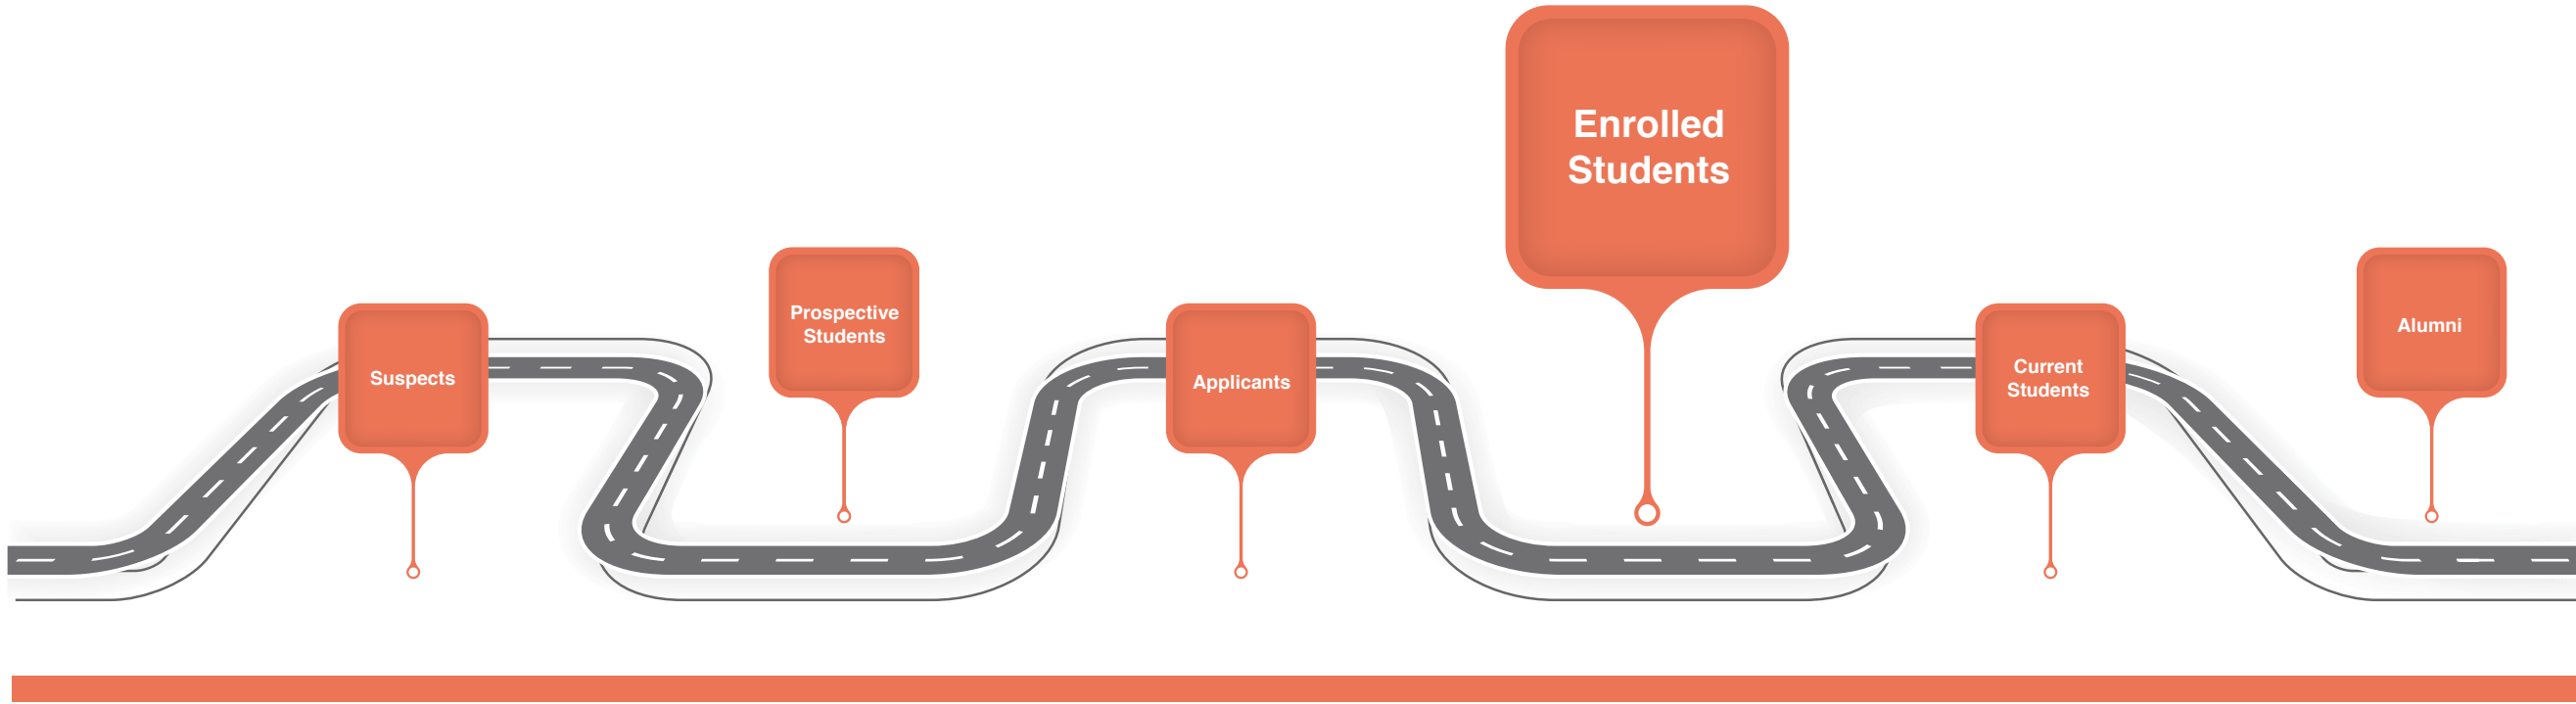 Suspects
Prospective
Students
Applicants
Enrolled
Students
Current
Students
Alumni